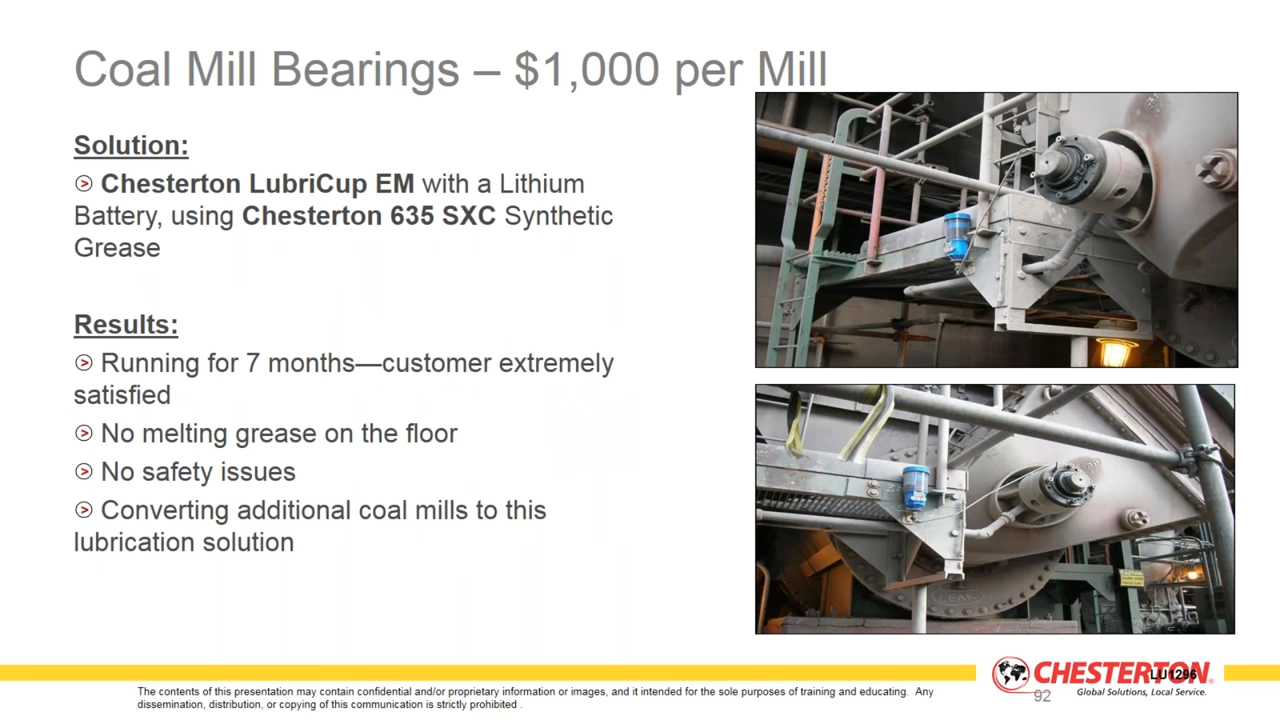 Coal Mill Bearings – $1,000 per Mill
Solution:
Chesterton LubriCup EM with a Lithium
Battery, using Chesterton 635 SXC Synthetic
Grease
Results:
Running for 7 months—customer extremely
satisfied
No melting grease on the floor
No safety issues
Converting additional coal mills to this
lubrication solution
LEAK
CAUTION
CHESTERTON®
LU1296
Global Solutions, Local Service.
92
The contents of this presentation may contain confidential and/or proprietary information or images, and it intended for the sole purposes of training and educating. Any
dissemination, distribution, or copying of this communication is strictly prohibited .